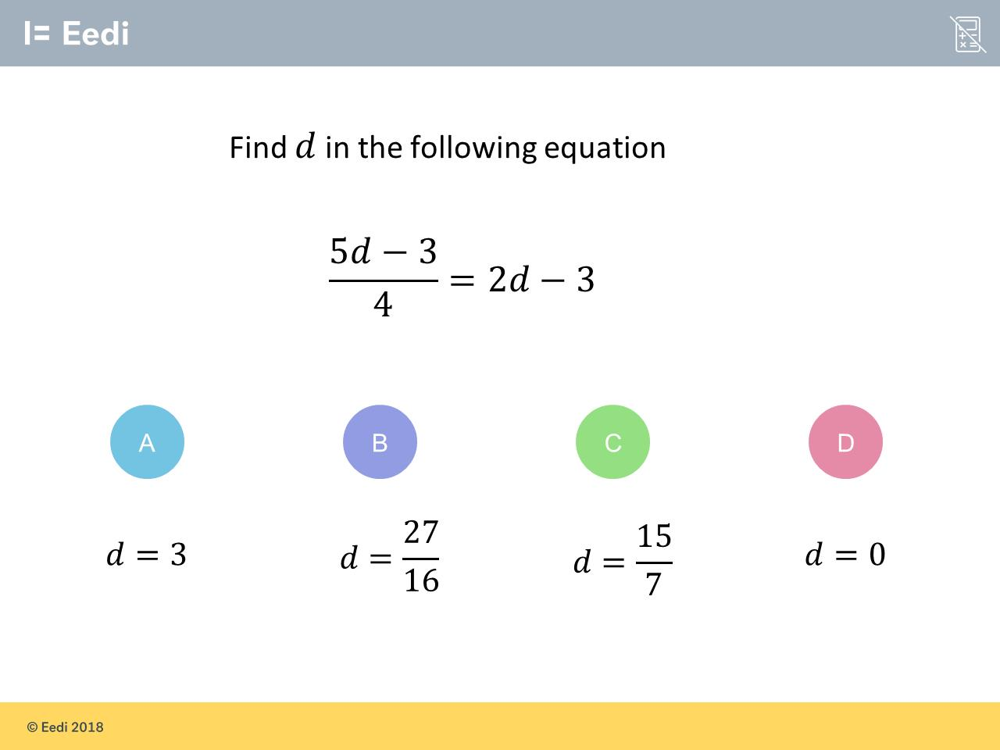 Eedi
Find d in the following equation
5d − 3
4
= 2d − 3
A
B
C
D
d = 3
d = 27/16
d = 15/7
d = 0
© Eedi 2018